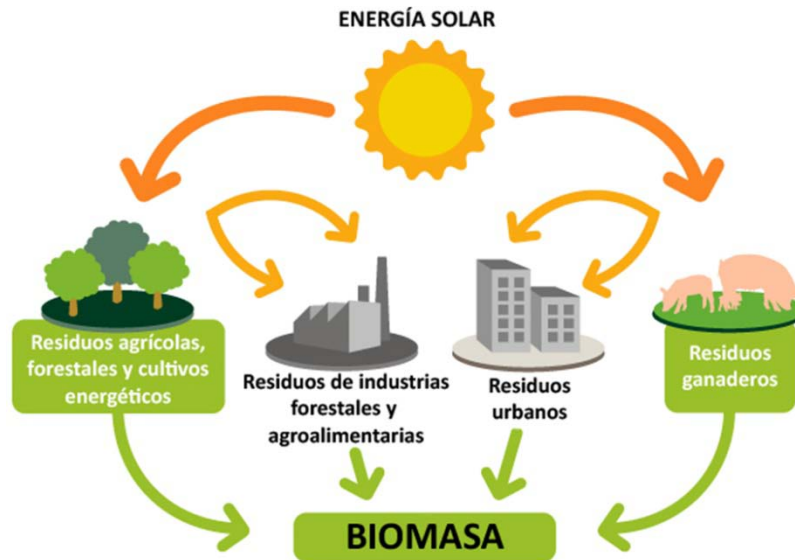 ENERGÍA SOLAR
Residuos agrícolas,
forestales y cultivos
energéticos
Residuos de industrias
forestales y
agroalimentarias
Residuos
urbanos
Residuos
ganaderos
BIOMASA